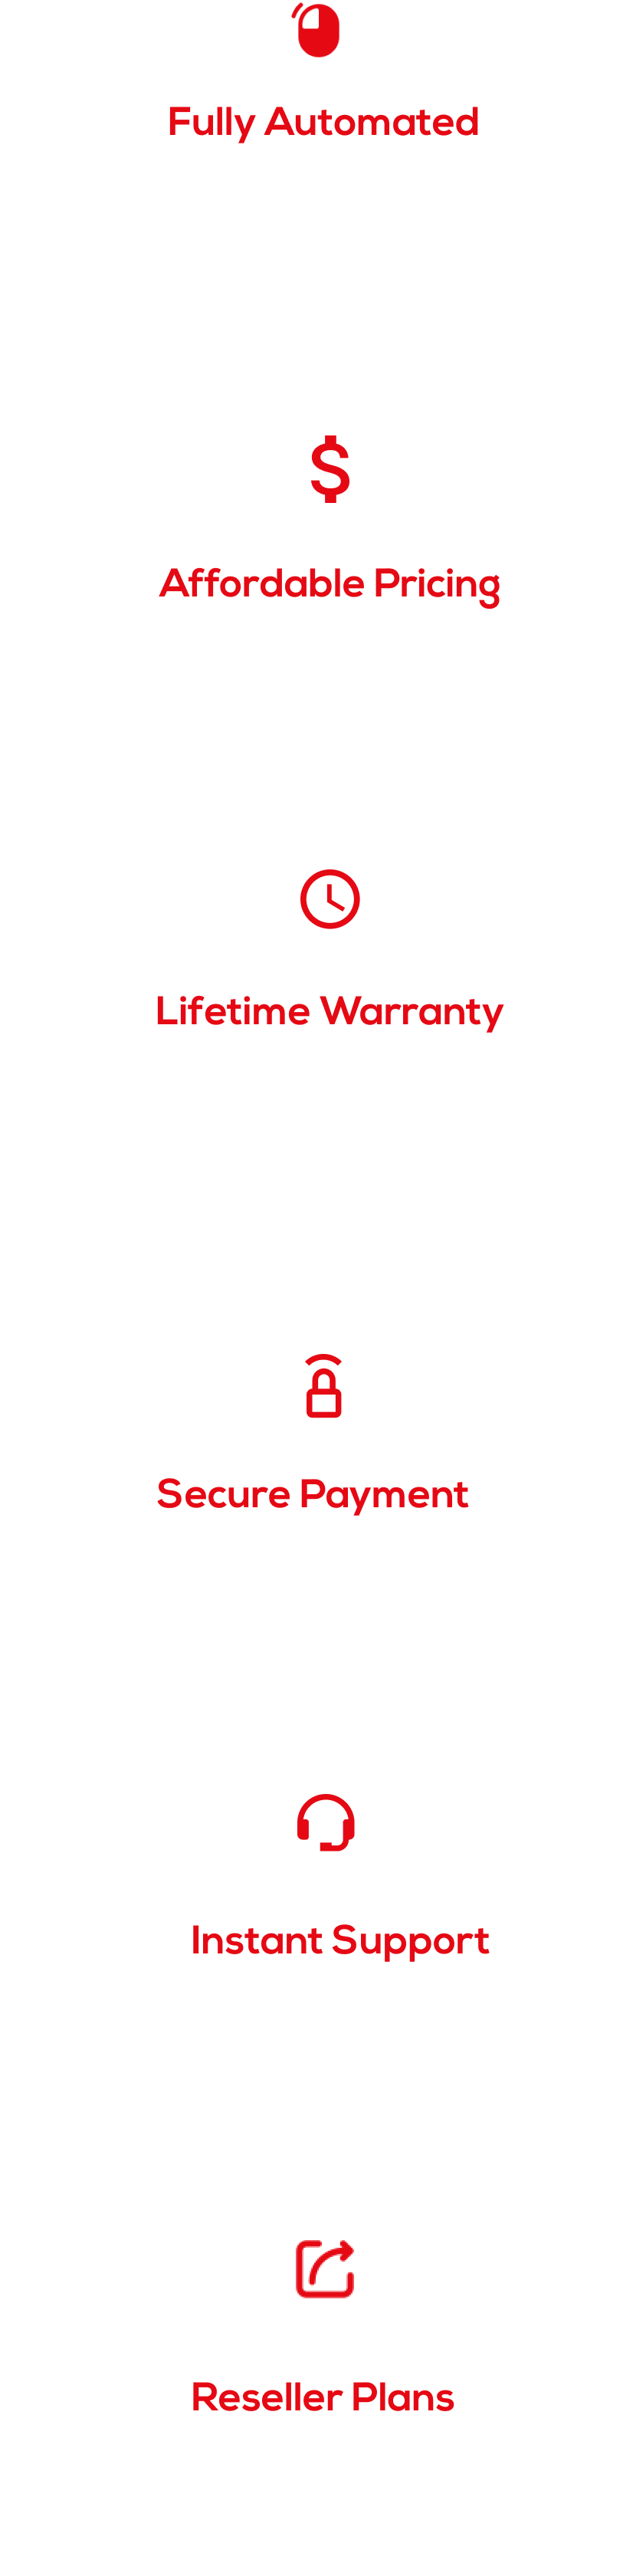 Fully Automated
Affordable Pricing
Lifetime Warranty
Secure Payment
Instant Support
Reseller Plans